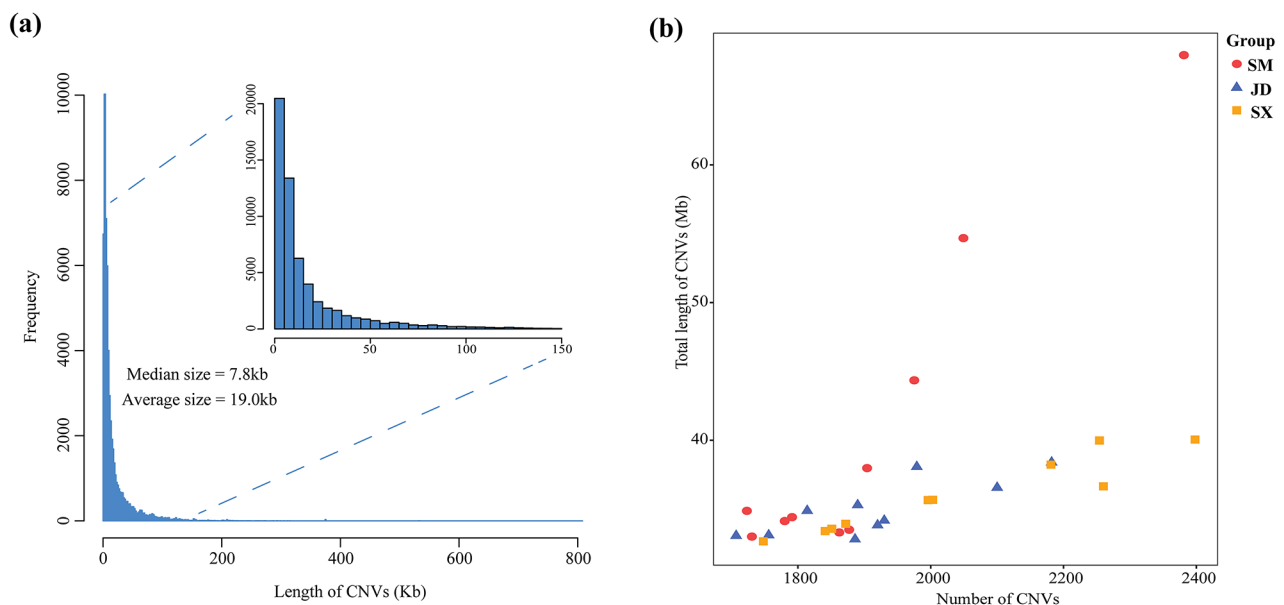 (a)
Frequency
0
2000
4000
6000
8000
10000
0
200
400
600
800
Length of CNVs (Kb)
0
5000
10000
15000
20000
0
50
100
150
Median size = 7.8kb
Average size = 19.0kb
(b)
Total length of CNVs (Mb)
60
50
40
1800
2000
2200
2400
Number of CNVs
Group
SM
JD
SX